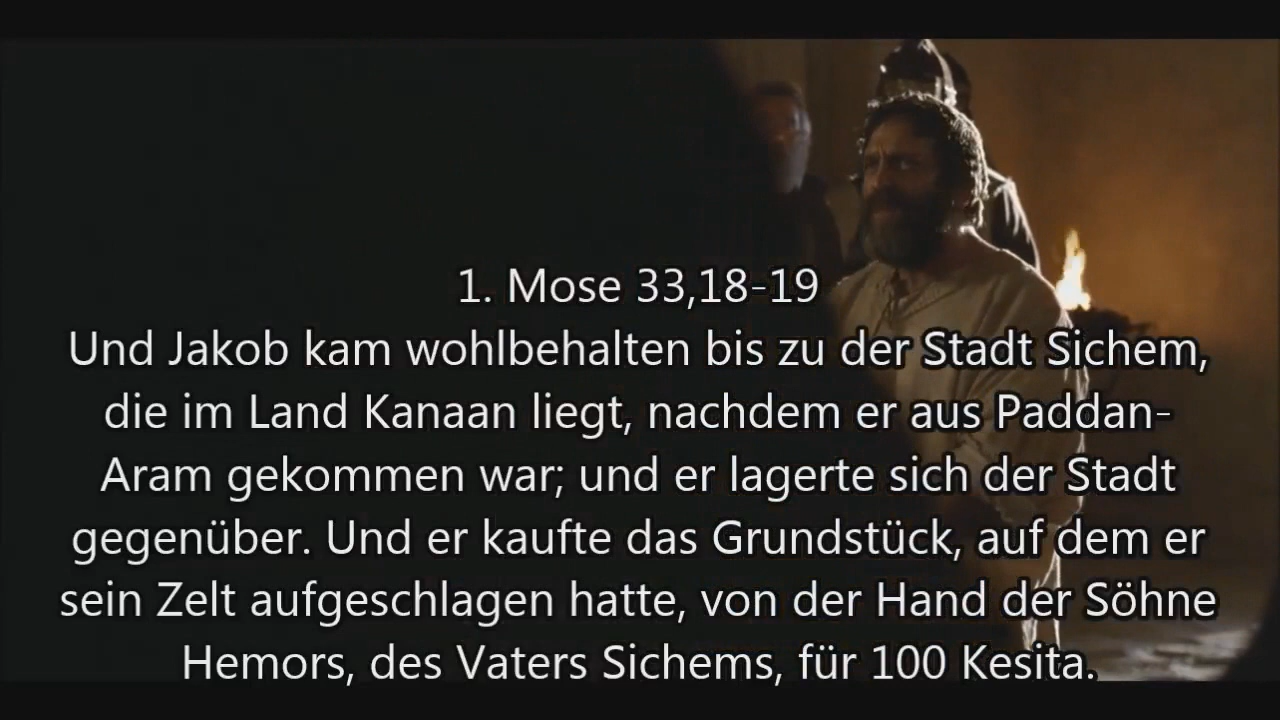 1. Mose 33,18-19
Und Jakob kam wohlbehalten bis zu der Stadt Sichem,
die im Land Kanaan liegt, nachdem er aus Paddan-
Aram gekommen war; und er lagerte sich der Stadt
gegenüber. Und er kaufte das Grundstück, auf dem er
sein Zelt aufgeschlagen hatte, von der Hand der Söhne
Hemors, des Vaters Sichems, für 100 Kesita.